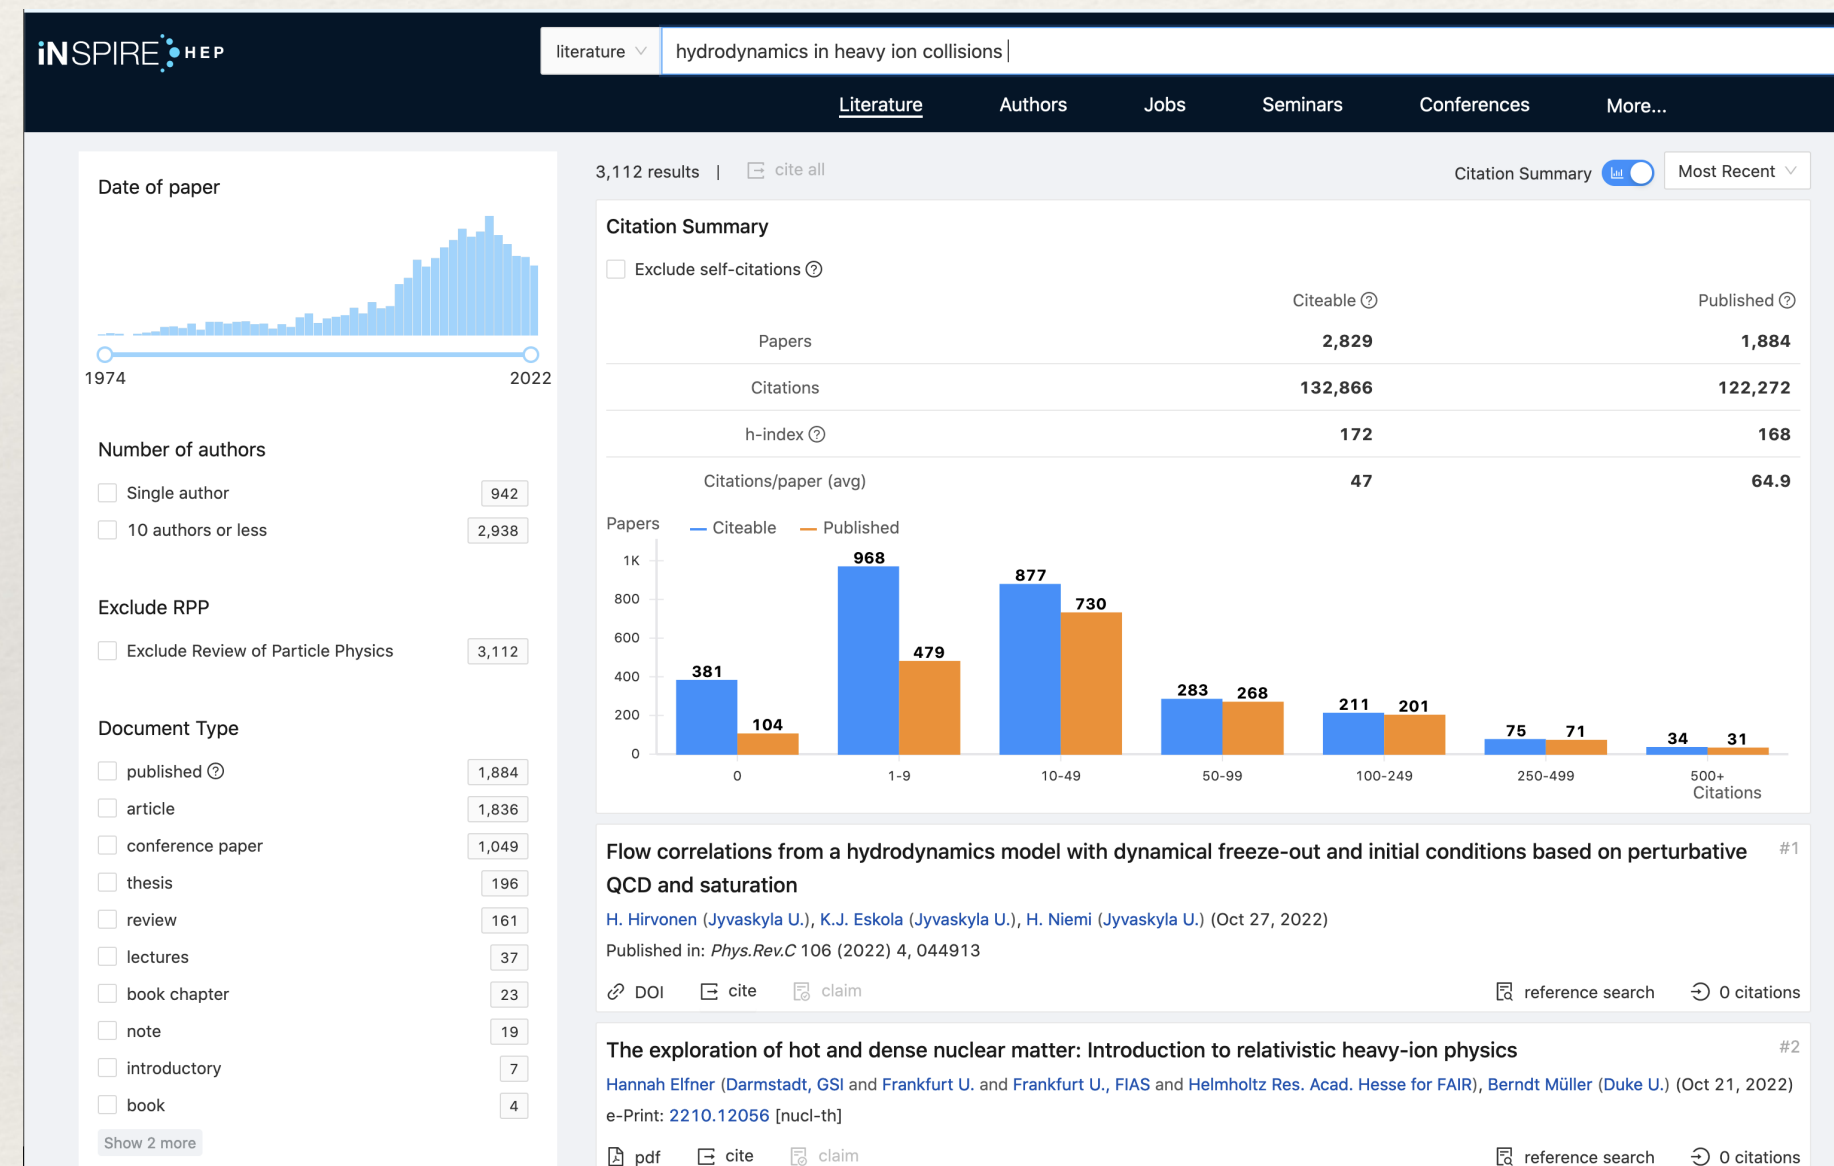 iNSPIRE HEP
literature
hydrodynamics in heavy ion collisions
Literature
Authors
Jobs
Seminars
Conferences
More...
Date of paper
1974
2022
Number of authors
Single author 942
10 authors or less 2,938
Exclude RPP
Exclude Review of Particle Physics 3,112
Document Type
published 1,884
article 1,836
conference paper 1,049
thesis 196
review 161
lectures 37
book chapter 23
note 19
introductory 7
book 4
Show 2 more
3,112 results | cite all
Citation Summary
Most Recent
Citation Summary
Exclude self-citations
Citeable Published
Papers 2,829 1,884
Citations 132,866 122,272
h-index 172 168
Citations/paper (avg) 47 64.9
Papers
Citeable Published
1K
800
600
400
200
0
381 104
968 479
877 730
283 268
211 201
75 71
34 31
0 1-9 10-49 50-99 100-249 250-499 500+
Citations
Flow correlations from a hydrodynamics model with dynamical freeze-out and initial conditions based on perturbative #1
QCD and saturation
H. Hirvonen (Jyvaskyla U.), K.J. Eskola (Jyvaskyla U.), H. Niemi (Jyvaskyla U.) (Oct 27, 2022)
Published in: Phys.Rev.C 106 (2022) 4, 044913
DOI cite claim reference search 0 citations
The exploration of hot and dense nuclear matter: Introduction to relativistic heavy-ion physics #2
Hannah Elfner (Darmstadt, GSI and Frankfurt U. and Frankfurt U., FIAS and Helmholtz Res. Acad. Hesse for FAIR), Berndt Müller (Duke U.) (Oct 21, 2022)
e-Print: 2210.12056 [nucl-th]
pdf cite claim reference search 0 citations